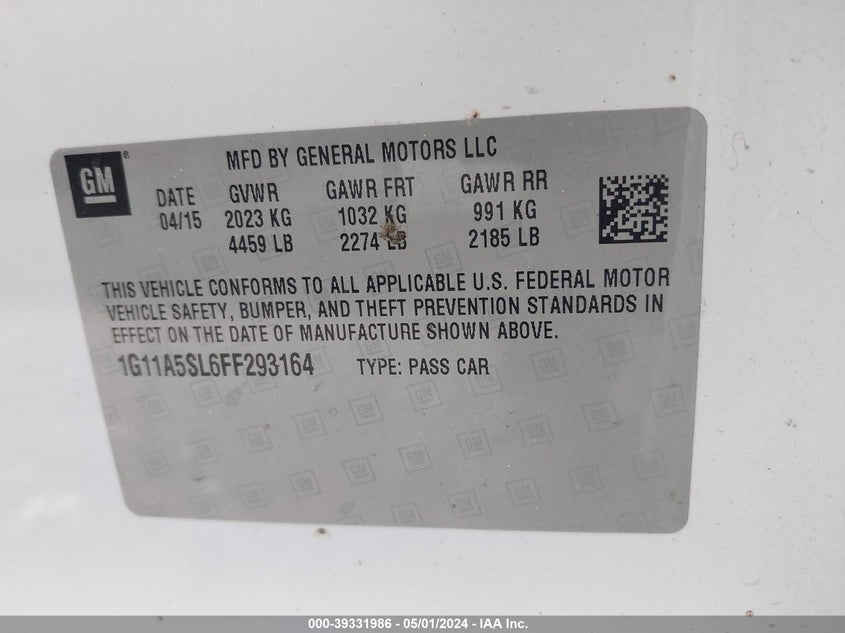 GM®
MFD BY GENERAL MOTORS LLC
DATE GVWR GAWR FRT GAWR RR
04/15 2023 KG 1032 KG 991 KG
4459 LB 2274 LB 2185 LB
THIS VEHICLE CONFORMS TO ALL APPLICABLE U.S. FEDERAL MOTOR
VEHICLE SAFETY, BUMPER, AND THEFT PREVENTION STANDARDS IN
EFFECT ON THE DATE OF MANUFACTURE SHOWN ABOVE.
1G11A5SL6FF293164 TYPE: PASS CAR
000-39331986 - 05/01/2024 - IAA Inc.